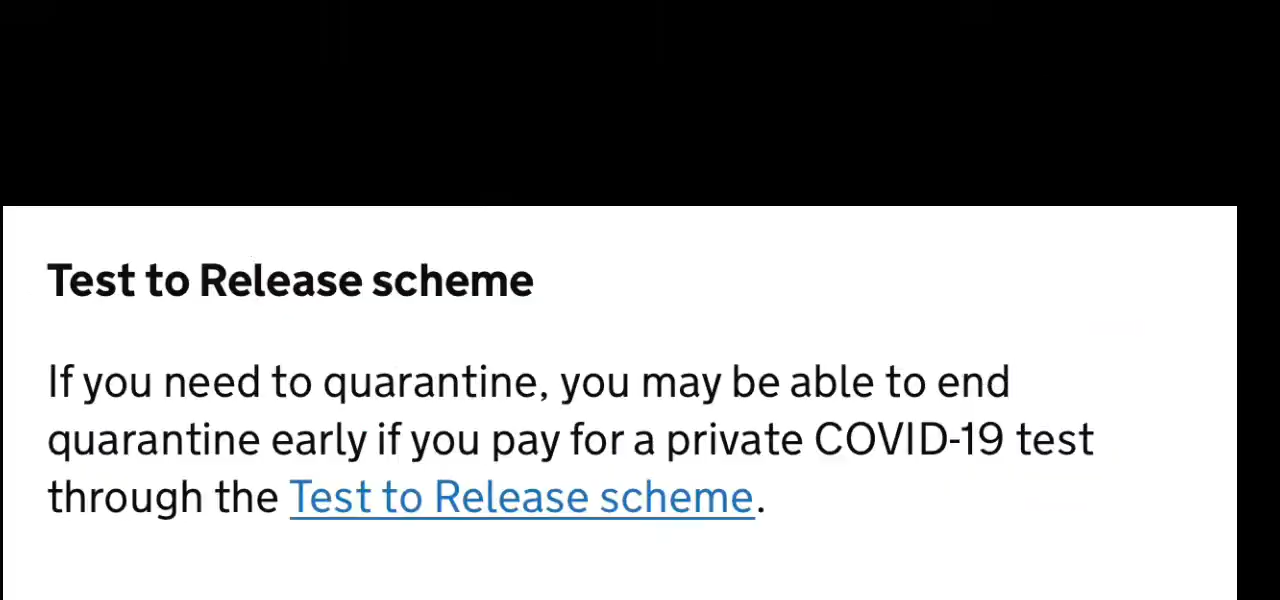 Test to Release scheme
If you need to quarantine, you may be able to end
quarantine early if you pay for a private COVID-19 test
through the Test to Release scheme.